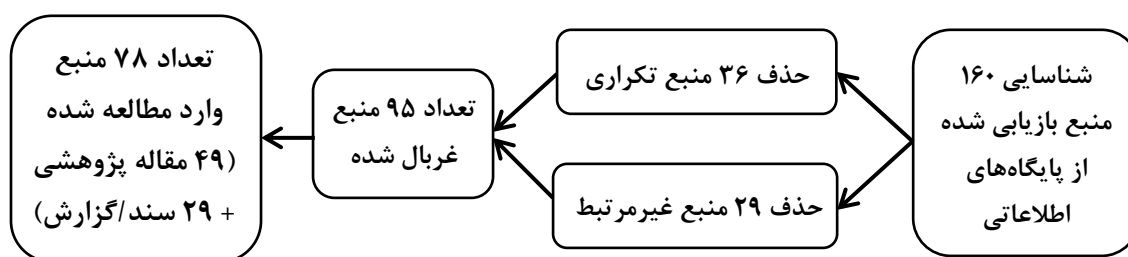 شناسایی ۱۶۰
منبع بازیابی شده
از پایگاه‌های
اطلاعاتی
حذف ۳۶ منبع تکراری
حذف ۲۹ منبع غیرمرتبط
تعداد ۹۵ منبع
غربال شده
تعداد ۷۸ منبع
وارد مطالعه شده
(۴۹ مقاله پژوهشی
+ ۲۹ سند/گزارش)